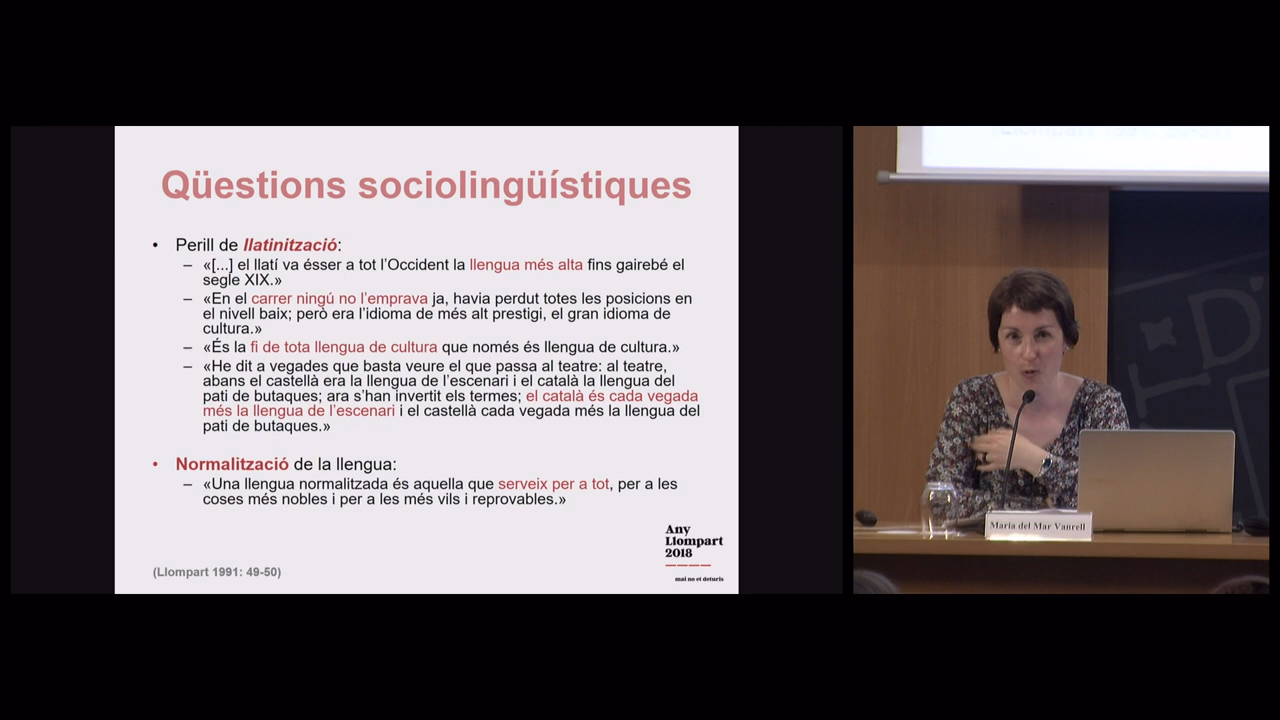 Qüestions sociolingüístiques
• Perill de llatinització:
– «[...] el llatí va ésser a tot l’Occident la llengua més alta fins gairebé el
segle XIX.»
– «En el carrer ningú no l’emprava ja, havia perdut totes les posicions en
el nivell baix; però era l’idioma de més alt prestigi, el gran idioma de
cultura.»
– «És la fi de tota llengua de cultura que només és llengua de cultura.»
– «He dit a vegades que basta veure el que passa al teatre: al teatre,
abans el castellà era la llengua de l’escenari i el català la llengua del
pati de butaques; ara s’han invertit els termes; el català és cada vegada
més la llengua de l’escenari i el castellà cada vegada més la llengua del
pati de butaques.»
• Normalització de la llengua:
– «Una llengua normalitzada és aquella que serveix per a tot, per a les
coses més nobles i per a les més vils i reprovables.»
(Llompart 1991: 49-50)
Any
Llompart
2018
mai no et deturis
Maria del Mar Vanrell